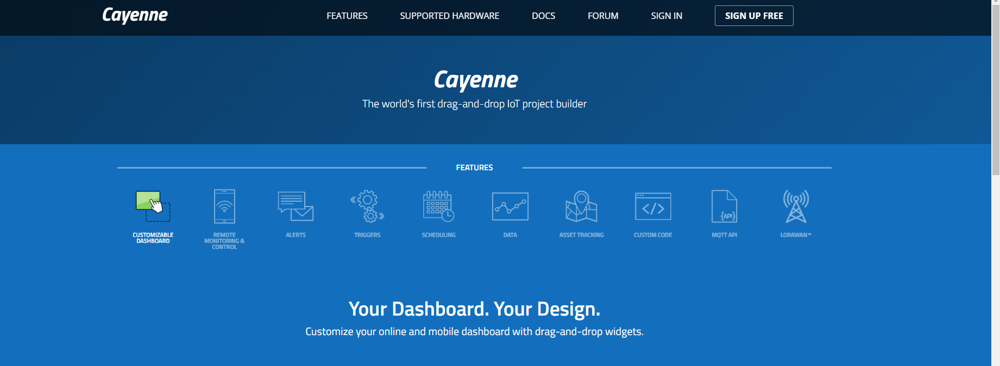 Cayenne
FEATURES
SUPPORTED HARDWARE
DOCS
FORUM
SIGN IN
SIGN UP FREE
Cayenne
The world's first drag-and-drop IoT project builder
FEATURES
CUSTOMIZABLE
DASHBOARD
REMOTE
MONITORING &
CONTROL
ALERTS
TRIGGERS
SCHEDULING
DATA
ASSET TRACKING
</>
CUSTOM CODE
{API}
MQTT API
LORAWAN™
Your Dashboard. Your Design.
Customize your online and mobile dashboard with drag-and-drop widgets.